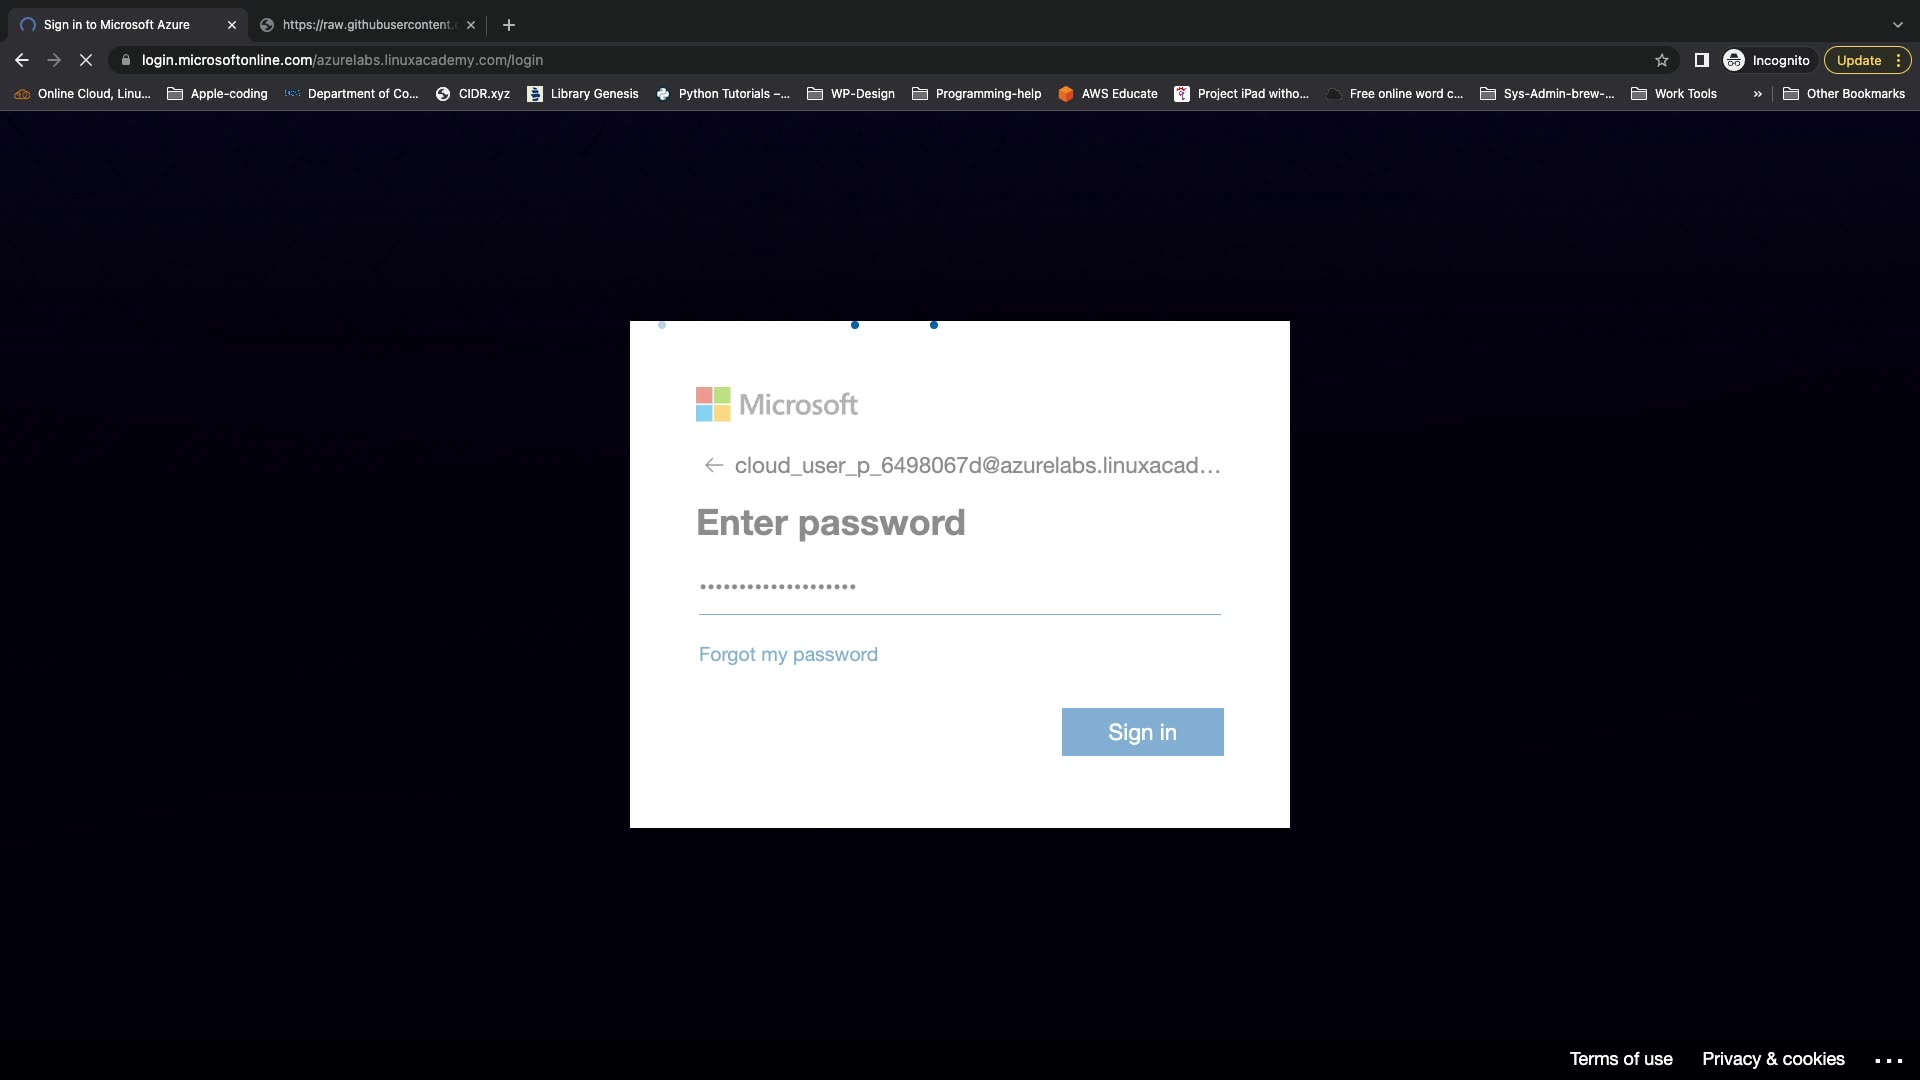 Sign in to Microsoft Azure
https://raw.githubusercontent.
login.microsoftonline.com/azurelabs.linuxacademy.com/login
Incognito
Update
Online Cloud, Linu...
Apple-coding
Department of Co...
CIDR.xyz
Library Genesis
Python Tutorials –...
WP-Design
Programming-help
AWS Educate
Project iPad witho...
Free online word c...
Sys-Admin-brew-...
Work Tools
»
Other Bookmarks
Microsoft
cloud_user_p_6498067d@azurelabs.linuxacad...
Enter password
Forgot my password
Sign in
Terms of use
Privacy & cookies
...